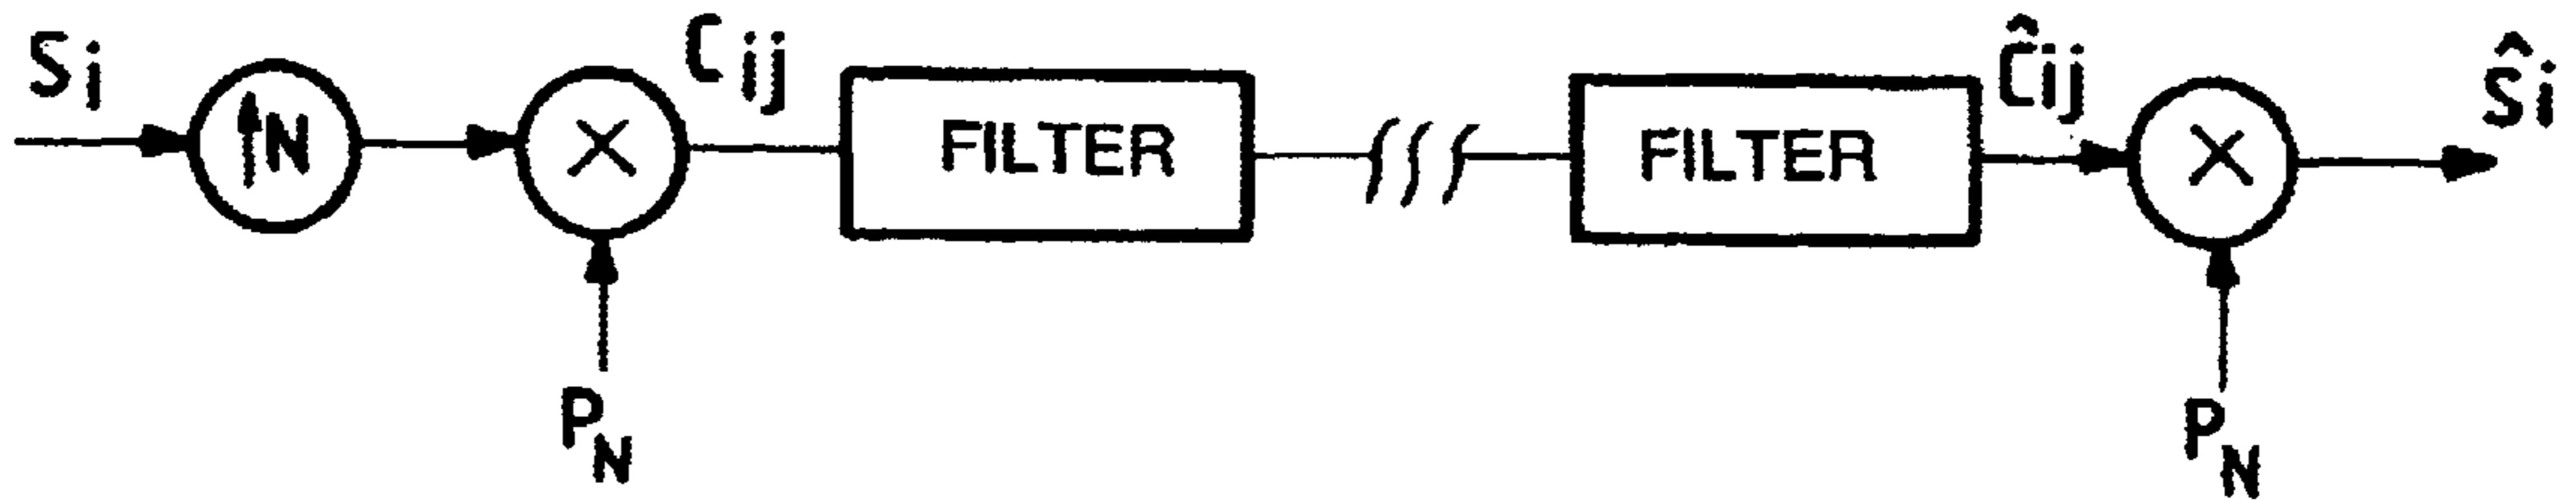 Si
↑N
×
Cij
PN
FILTER
FILTER
Ĉij
×
PN
ŝi